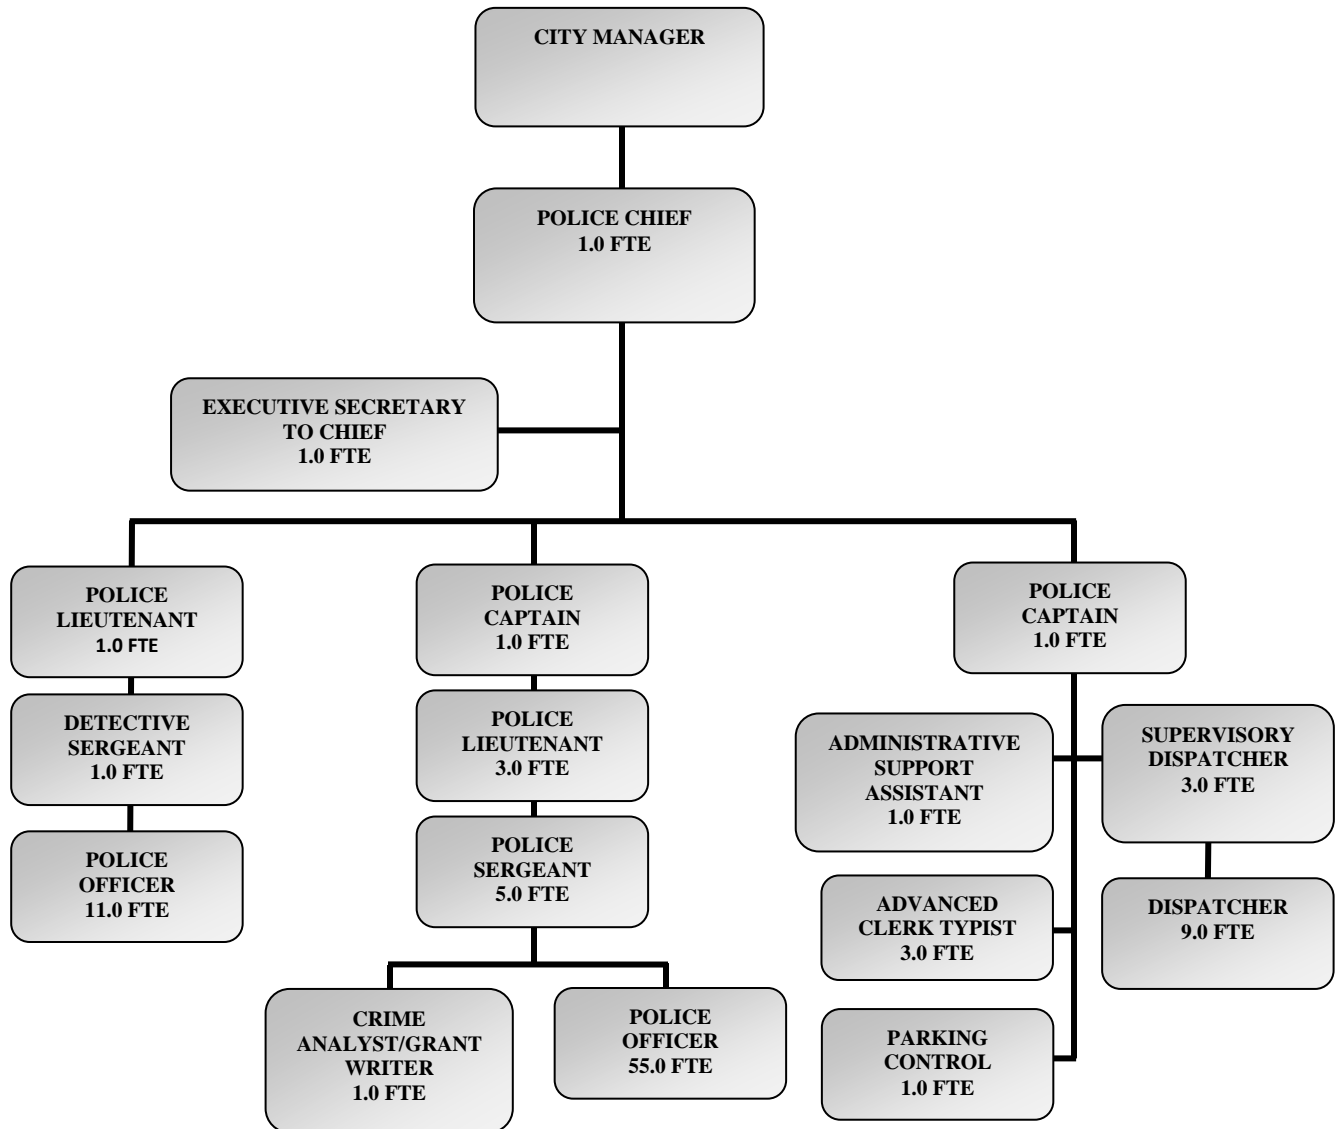 CITY MANAGER
POLICE CHIEF
1.0 FTE
EXECUTIVE SECRETARY
TO CHIEF
1.0 FTE
POLICE
LIEUTENANT
1.0 FTE
DETECTIVE
SERGEANT
1.0 FTE
POLICE
OFFICER
11.0 FTE
POLICE
CAPTAIN
1.0 FTE
POLICE
LIEUTENANT
3.0 FTE
POLICE
SERGEANT
5.0 FTE
CRIME
ANALYST/GRANT
WRITER
1.0 FTE
POLICE
OFFICER
55.0 FTE
POLICE
CAPTAIN
1.0 FTE
ADMINISTRATIVE
SUPPORT
ASSISTANT
1.0 FTE
SUPERVISORY
DISPATCHER
3.0 FTE
ADVANCED
CLERK TYPIST
3.0 FTE
DISPATCHER
9.0 FTE
PARKING
CONTROL
1.0 FTE